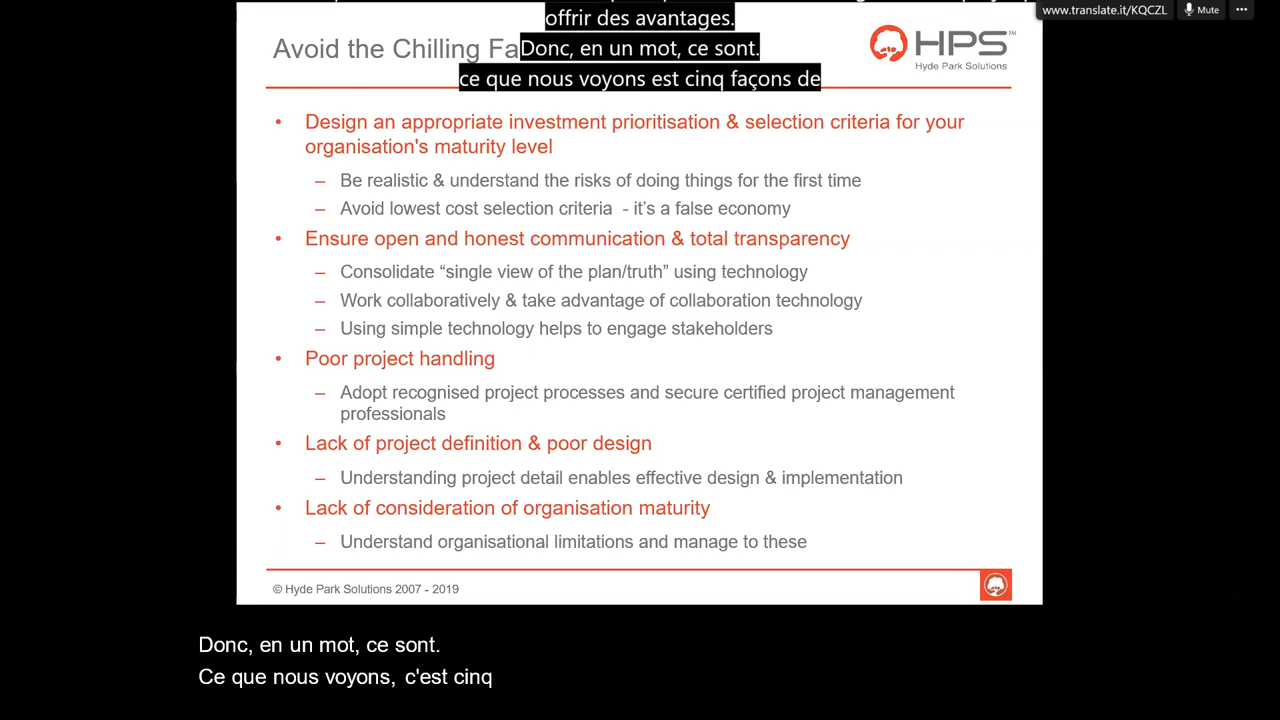 offrir des avantages.
www.translate.it/KQCZL
Mute
Avoid the Chilling Fa
Donc, en un mot, ce sont.
ce que nous voyons est cinq façons de
HPS™
Hyde Park Solutions
• Design an appropriate investment prioritisation & selection criteria for your
organisation's maturity level
– Be realistic & understand the risks of doing things for the first time
– Avoid lowest cost selection criteria - it’s a false economy
• Ensure open and honest communication & total transparency
– Consolidate “single view of the plan/truth” using technology
– Work collaboratively & take advantage of collaboration technology
– Using simple technology helps to engage stakeholders
• Poor project handling
– Adopt recognised project processes and secure certified project management
professionals
• Lack of project definition & poor design
– Understanding project detail enables effective design & implementation
• Lack of consideration of organisation maturity
– Understand organisational limitations and manage to these
© Hyde Park Solutions 2007 - 2019
Donc, en un mot, ce sont.
Ce que nous voyons, c'est cinq